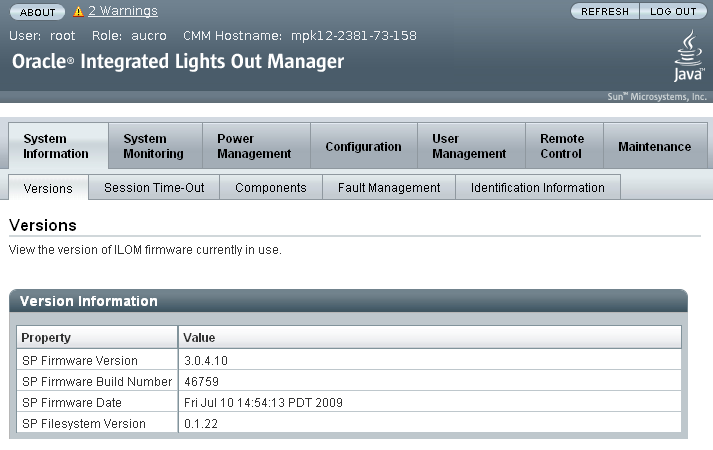 ABOUT 2 Warnings REFRESH LOG OUT
User: root Role: aucro CMM Hostname: mpk12-2381-73-158
Oracle® Integrated Lights Out Manager
Java™
Sun™ Microsystems, Inc.
System Information System Monitoring Power Management Configuration User Management Remote Control Maintenance
Versions Session Time-Out Components Fault Management Identification Information
Versions
View the version of ILOM firmware currently in use.
Version Information
Property Value
SP Firmware Version 3.0.4.10
SP Firmware Build Number 46759
SP Firmware Date Fri Jul 10 14:54:13 PDT 2009
SP Filesystem Version 0.1.22